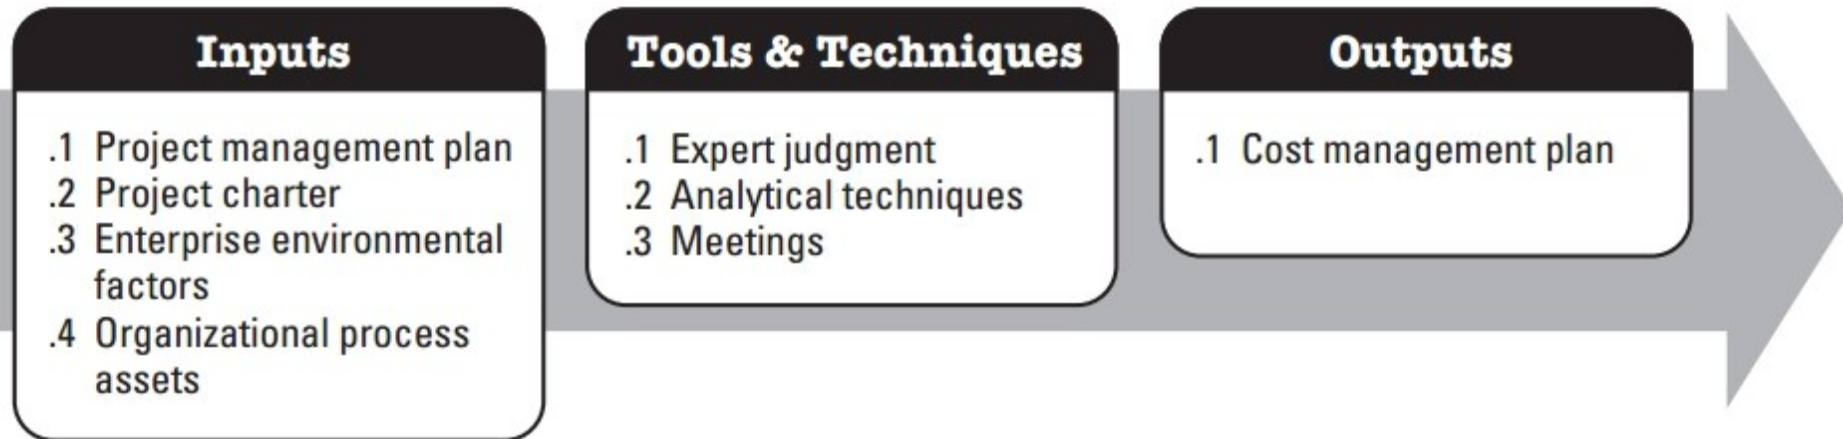 Inputs
.1 Project management plan
.2 Project charter
.3 Enterprise environmental
factors
.4 Organizational process
assets
Tools & Techniques
.1 Expert judgment
.2 Analytical techniques
.3 Meetings
Outputs
.1 Cost management plan